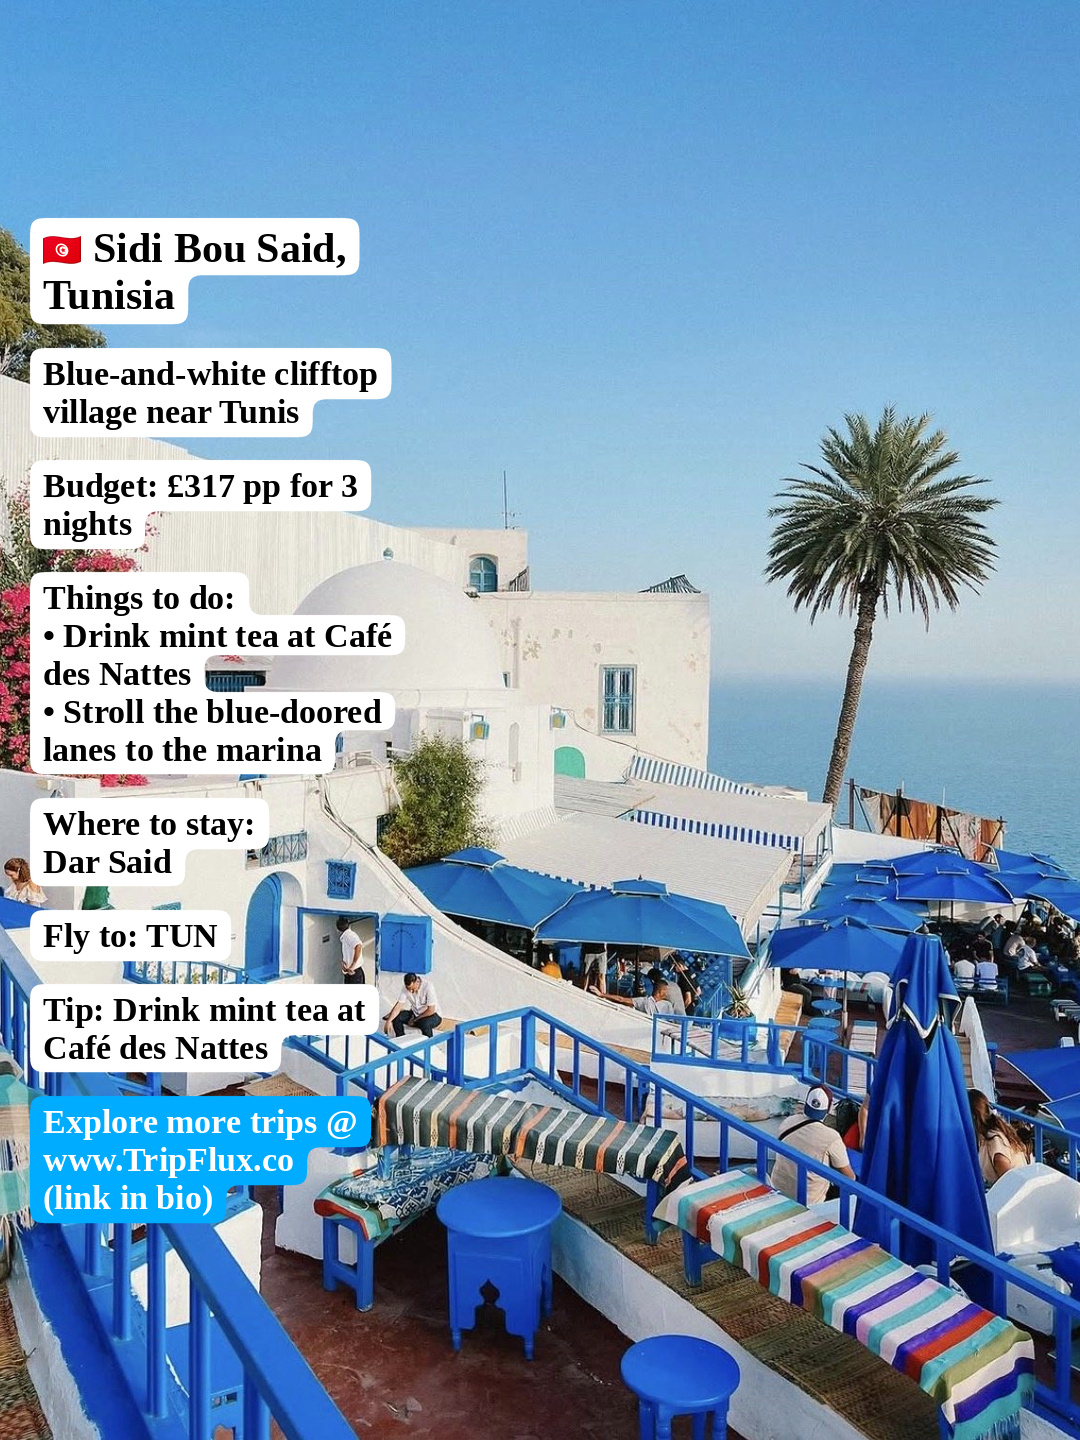 🇹🇳 Sidi Bou Said,
Tunisia
Blue-and-white clifftop
village near Tunis
Budget: £317 pp for 3
nights
Things to do:
• Drink mint tea at Café
des Nattes
• Stroll the blue-doored
lanes to the marina
Where to stay:
Dar Said
Fly to: TUN
Tip: Drink mint tea at
Café des Nattes
Explore more trips @
www.TripFlux.co
(link in bio)